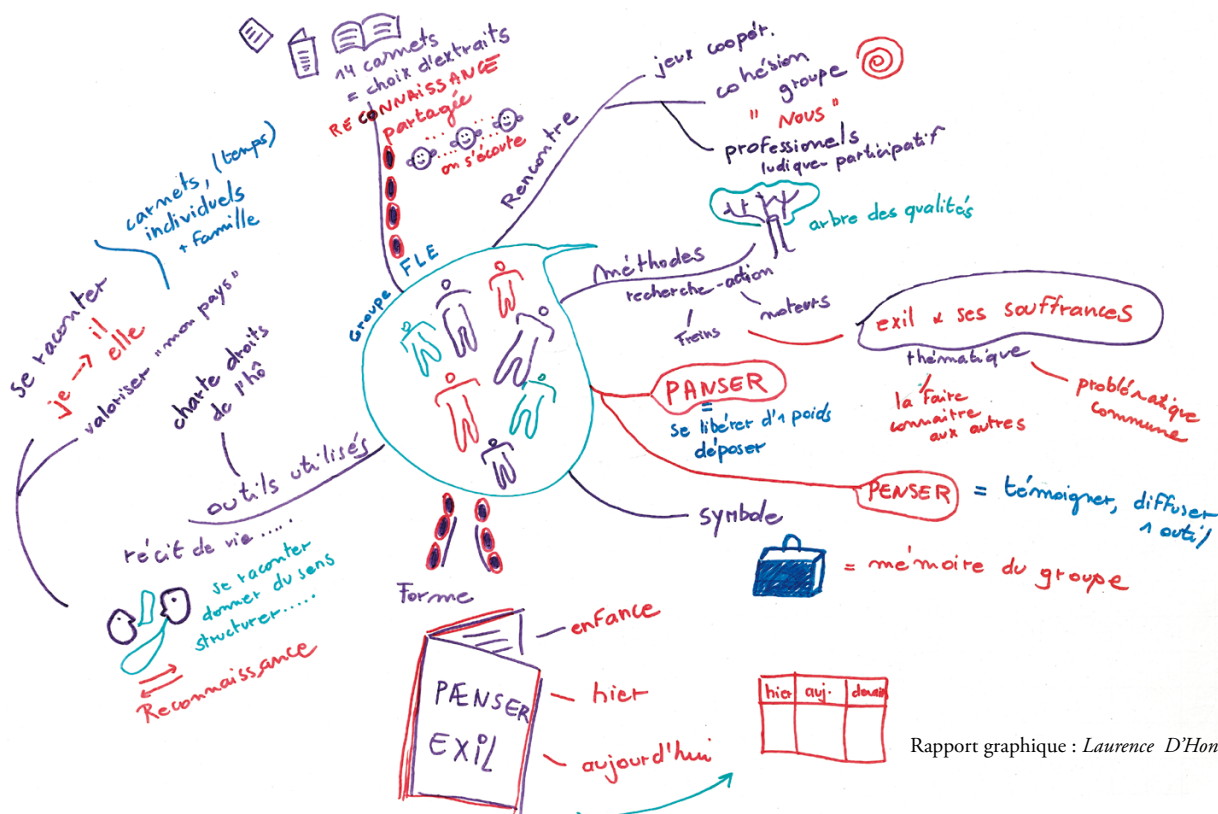 14 carnets
= choix d'extraits
RECONNAISSANCE
partagée
on s'écoute
Rencontre
jeux coopér.
cohésion
groupe
" Nous "
professionels
ludique participatif
Groupe FLE
méthodes
recherche-action
arbre des qualités
Freins
moteurs
exil & ses souffrances
thématique
la faire
connaître
aux autres
problématique
commune
PANSER
=
se libérer d'1 poids
déposer
PENSER
= témoigner, diffuser
1 outil
symbole
= mémoire du groupe
carnets, (temps)
individuels
+ famille
se raconter
je → il
elle
valoriser "mon pays"
charte droits
de l'hô
outils utilisés
récit de vie .....
se raconter
donner du sens
structurer.....
Reconnaissance
Forme
PÆNSER
EXIL
enfance
hier
aujourd'hui
hier auj. demain
Rapport graphique : Laurence D'Hon